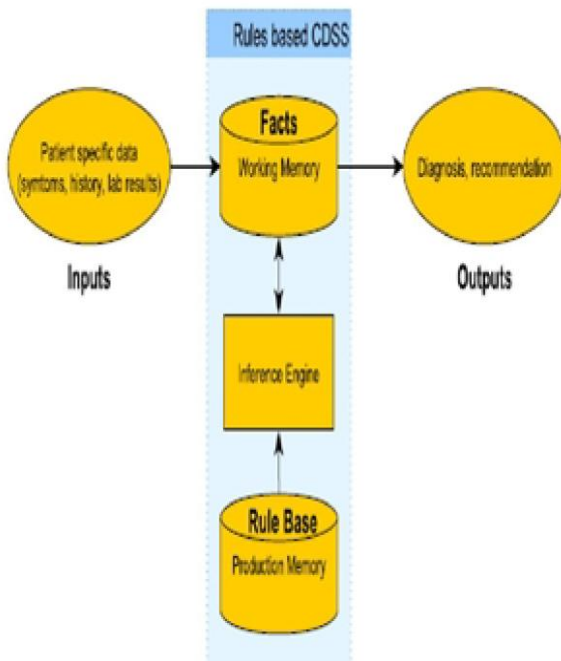 Rules based CDSS
Patient specific data
(symtoms, history, lab results)
Inputs
Facts
Working Memory
Diagnosis, recommendation
Outputs
Inference Engine
Rule Base
Production Memory